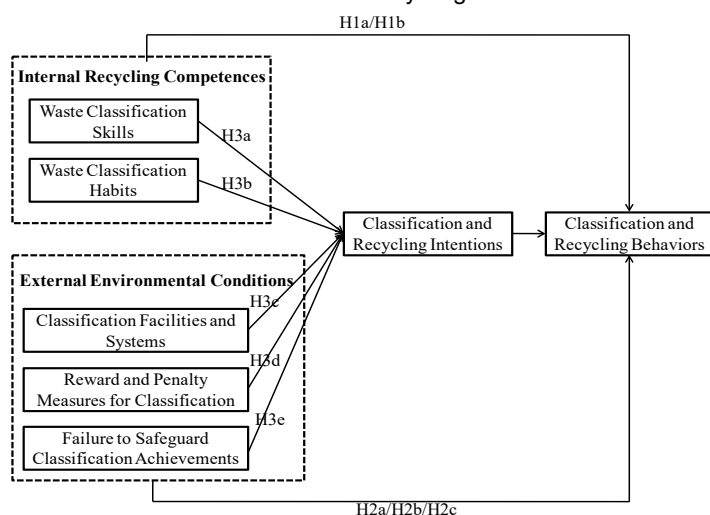 H1a/H1b
Internal Recycling Competences
Waste Classification
Skills
H3a
Waste Classification
Habits
H3b
Classification and
Recycling Intentions
Classification and
Recycling Behaviors
External Environmental Conditions
H3c
Classification Facilities and
Systems
H3d
Reward and Penalty
Measures for Classification
H3e
Failure to Safeguard
Classification Achievements
H2a/H2b/H2c